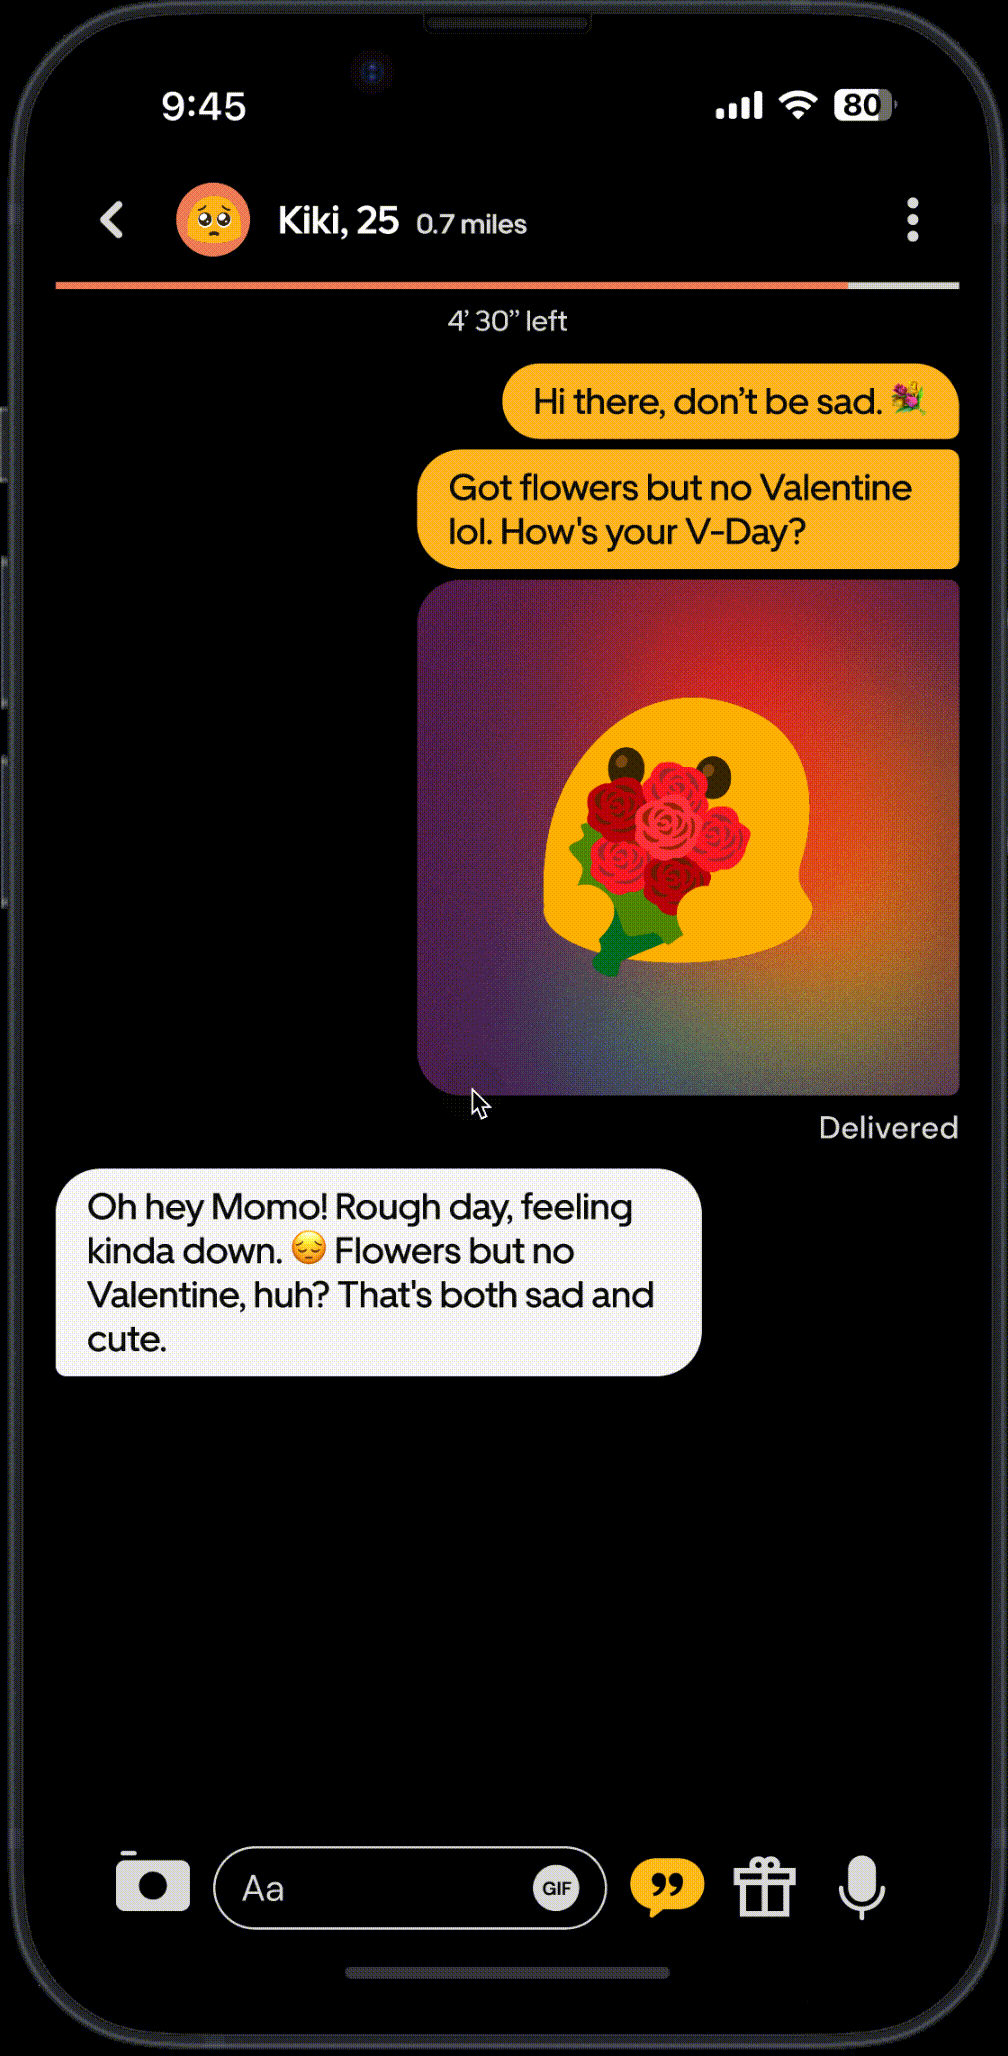 9:45
80
Kiki, 25 0.7 miles
4’ 30” left
Hi there, don’t be sad. 💐
Got flowers but no Valentine
lol. How's your V-Day?
Delivered
Oh hey Momo! Rough day, feeling
kinda down. 😔 Flowers but no
Valentine, huh? That's both sad and
cute.
Aa
GIF